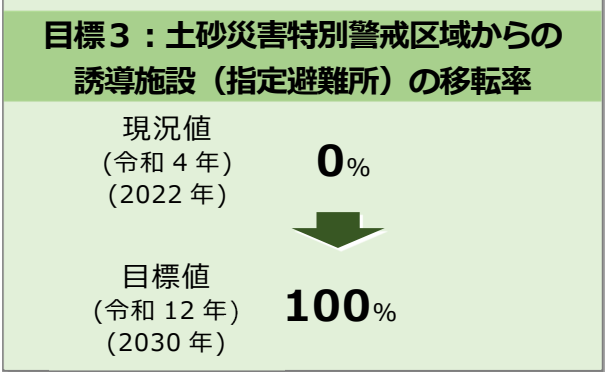 目標３：土砂災害特別警戒区域からの
誘導施設（指定避難所）の移転率
現況値
(令和 4 年)
(2022 年)
0%
目標値
(令和 12 年)
(2030 年)
100%